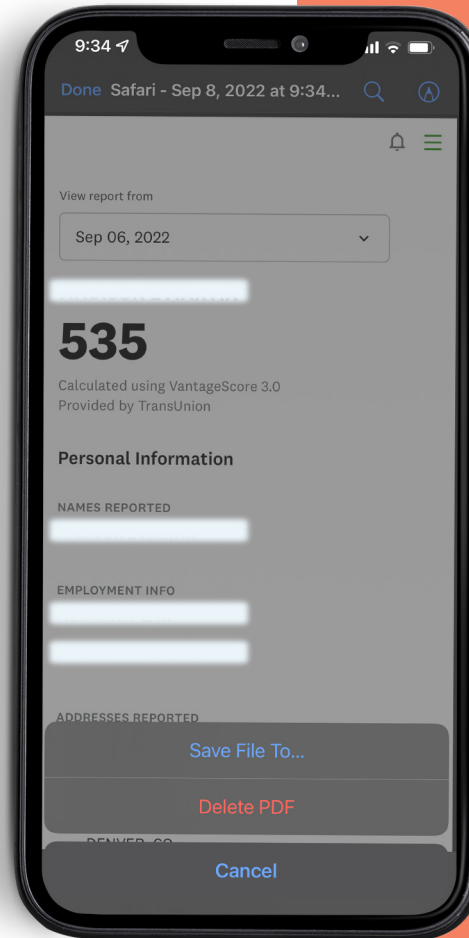 9:34
Done Safari - Sep 8, 2022 at 9:34...
View report from
Sep 06, 2022
535
Calculated using VantageScore 3.0
Provided by TransUnion
Personal Information
NAMES REPORTED
EMPLOYMENT INFO
ADDRESSES REPORTED
Save File To...
Delete PDF
DENVER, CO
Cancel